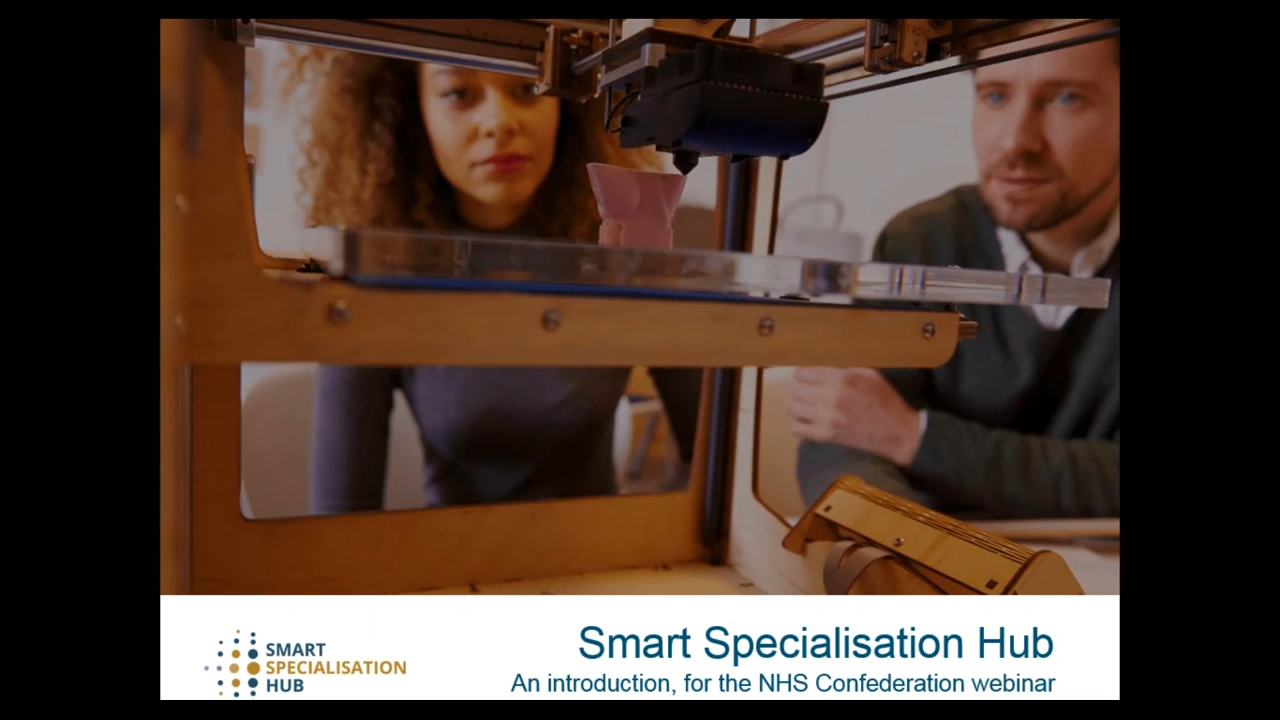 SMART
SPECIALISATION
HUB
Smart Specialisation Hub
An introduction, for the NHS Confederation webinar